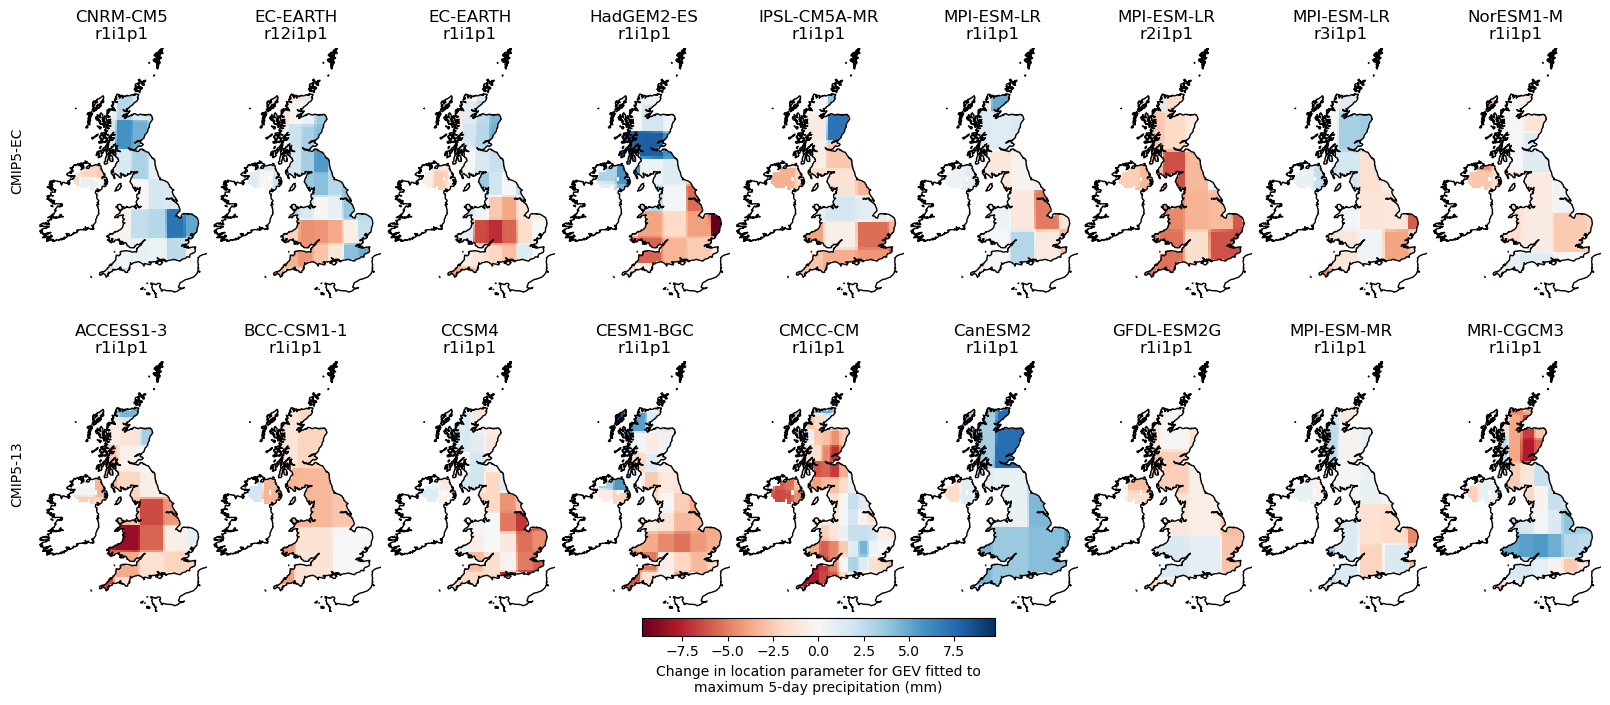 CNRM-CM5 EC-EARTH EC-EARTH HadGEM2-ES IPSL-CM5A-MR MPI-ESM-LR MPI-ESM-LR MPI-ESM-LR NorESM1-M
r1i1p1 r12i1p1 r1i1p1 r1i1p1 r1i1p1 r1i1p1 r2i1p1 r3i1p1 r1i1p1
CMIP5-EC
ACCESS1-3 BCC-CSM1-1 CCSM4 CESM1-BGC CMCC-CM CanESM2 GFDL-ESM2G MPI-ESM-MR MRI-CGCM3
r1i1p1 r1i1p1 r1i1p1 r1i1p1 r1i1p1 r1i1p1 r1i1p1 r1i1p1 r1i1p1
CMIP5-13
−7.5 −5.0 −2.5 0.0 2.5 5.0 7.5
Change in location parameter for GEV fitted to
maximum 5-day precipitation (mm)